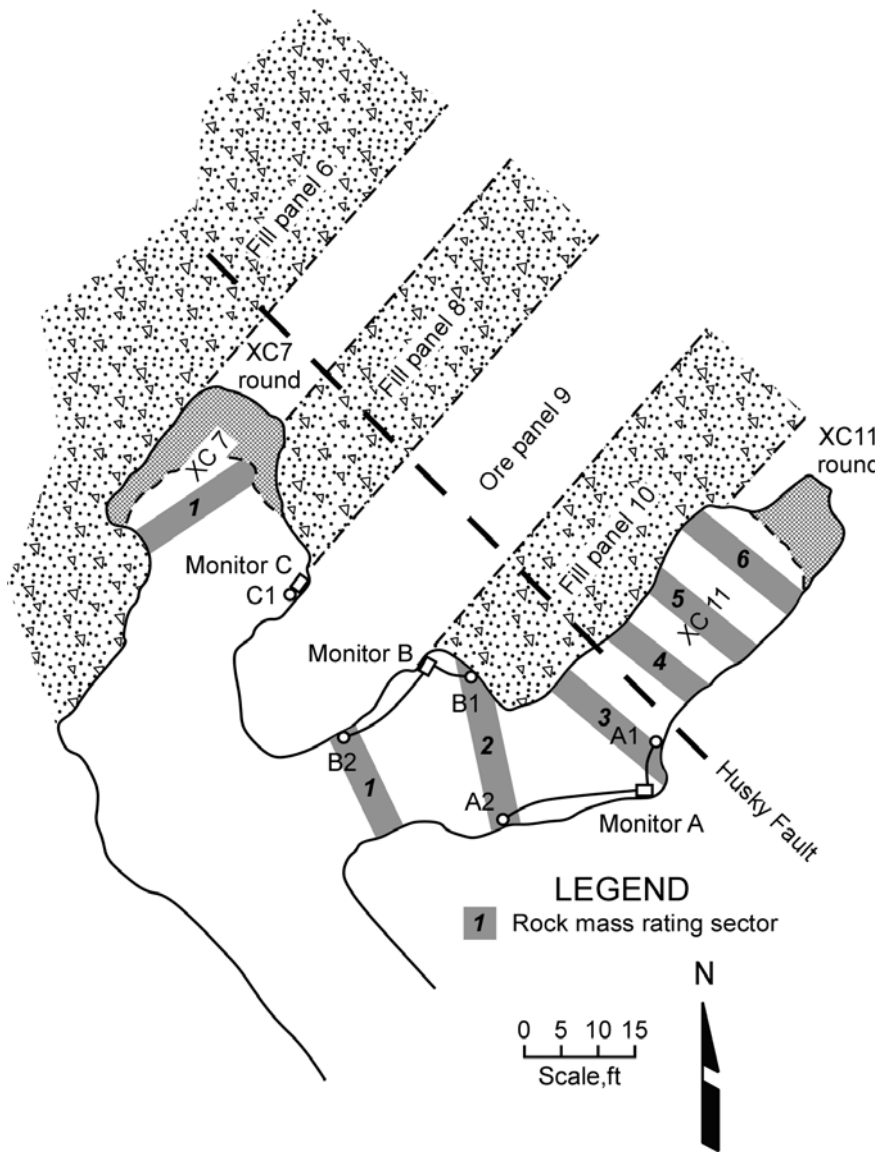 Fill panel 6
XC7
round
Fill panel 8
XC 7
1
Ore panel 9
XC11
round
Monitor C
C1
Fill panel 10
6
5
XC 11
4
Monitor B
B1
3
A1
B2
2
1
A2
Monitor A
Husky Fault
LEGEND
1 Rock mass rating sector
N
0 5 10 15
Scale,ft